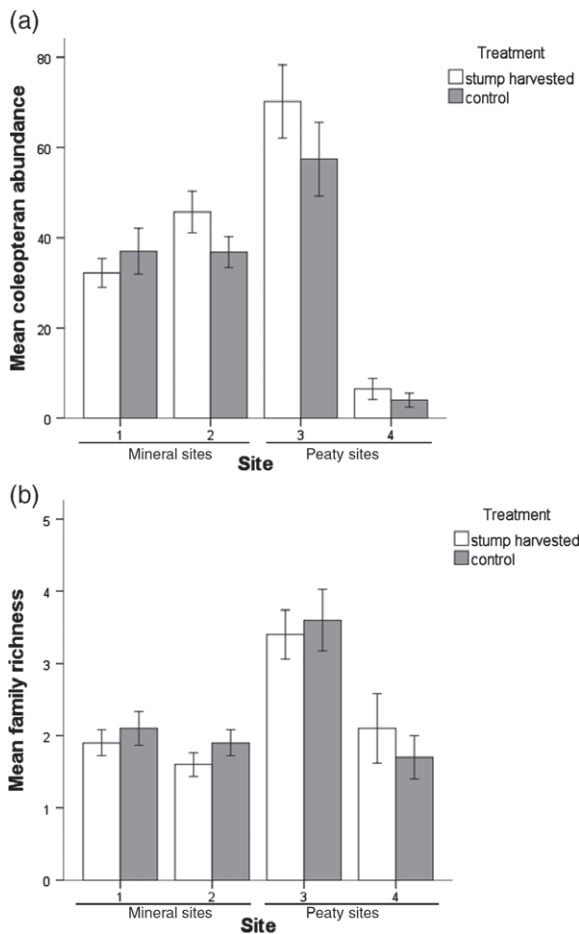 (a)
Treatment
stump harvested
control
Mean coleopteran abundance
80
60
40
20
0
1 2 3 4
Mineral sites Peaty sites
Site
(b)
Treatment
stump harvested
control
Mean family richness
5
4
3
2
1
0
1 2 3 4
Mineral sites Peaty sites
Site